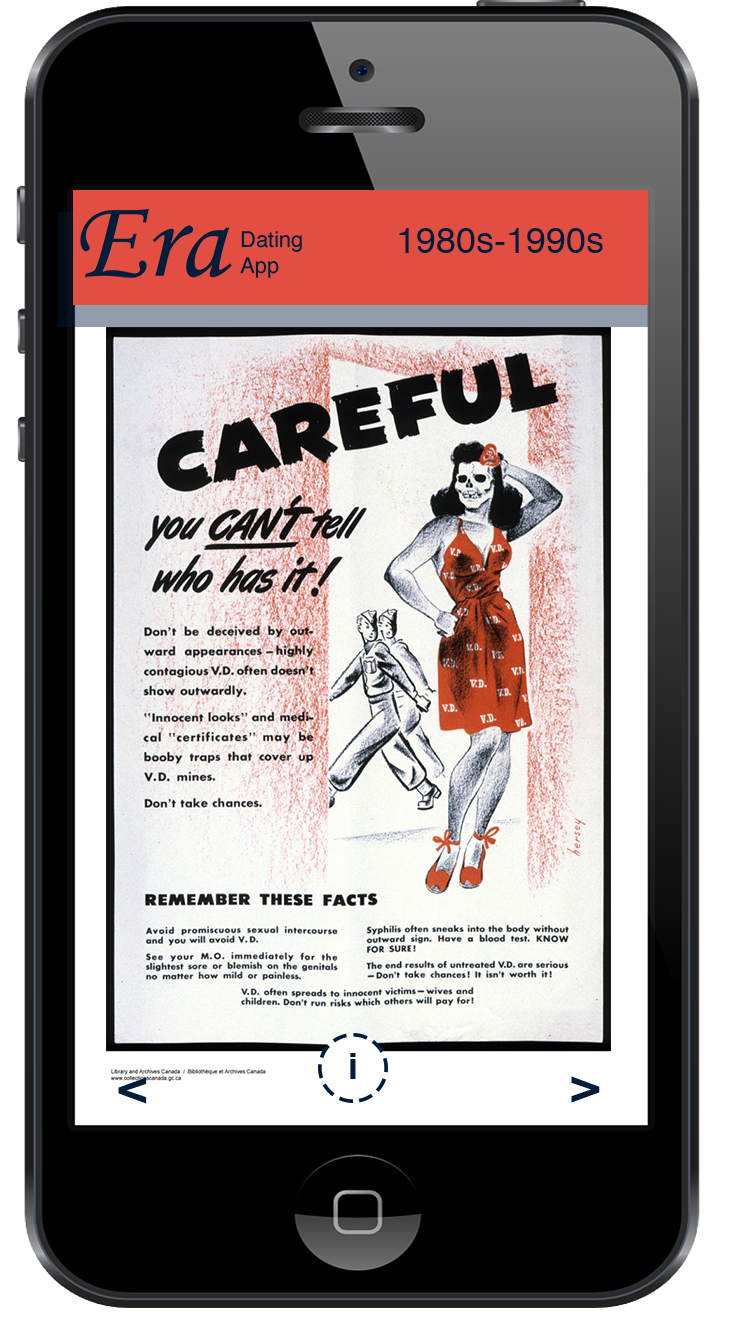 Era Dating App
1980s-1990s
CAREFUL
you CAN'T tell
who has it!
Don't be deceived by out-
ward appearances – highly
contagious V.D. often doesn't
show outwardly.
"Innocent looks" and medi-
cal "certificates" may be
booby traps that cover up
V.D. mines.
Don't take chances.
V.D. V.D.
V.D. V.D.
V.D.
V.D.
V.D. V.D.
V.D. V.D.
V.D. V.D.
V.D. V.D.
hersey
REMEMBER THESE FACTS
Avoid promiscuous sexual intercourse
and you will avoid V.D.
See your M.O. immediately for the
slightest sore or blemish on the genitals
no matter how mild or painless.
Syphilis often sneaks into the body without
outward sign. Have a blood test. KNOW
FOR SURE!
The end results of untreated V.D. are serious
—Don't take chances! It isn't worth it!
V.D. often spreads to innocent victims—wives and
children. Don't run risks which others will pay for!
Library and Archives Canada / Bibliothèque et Archives Canada
i
< >